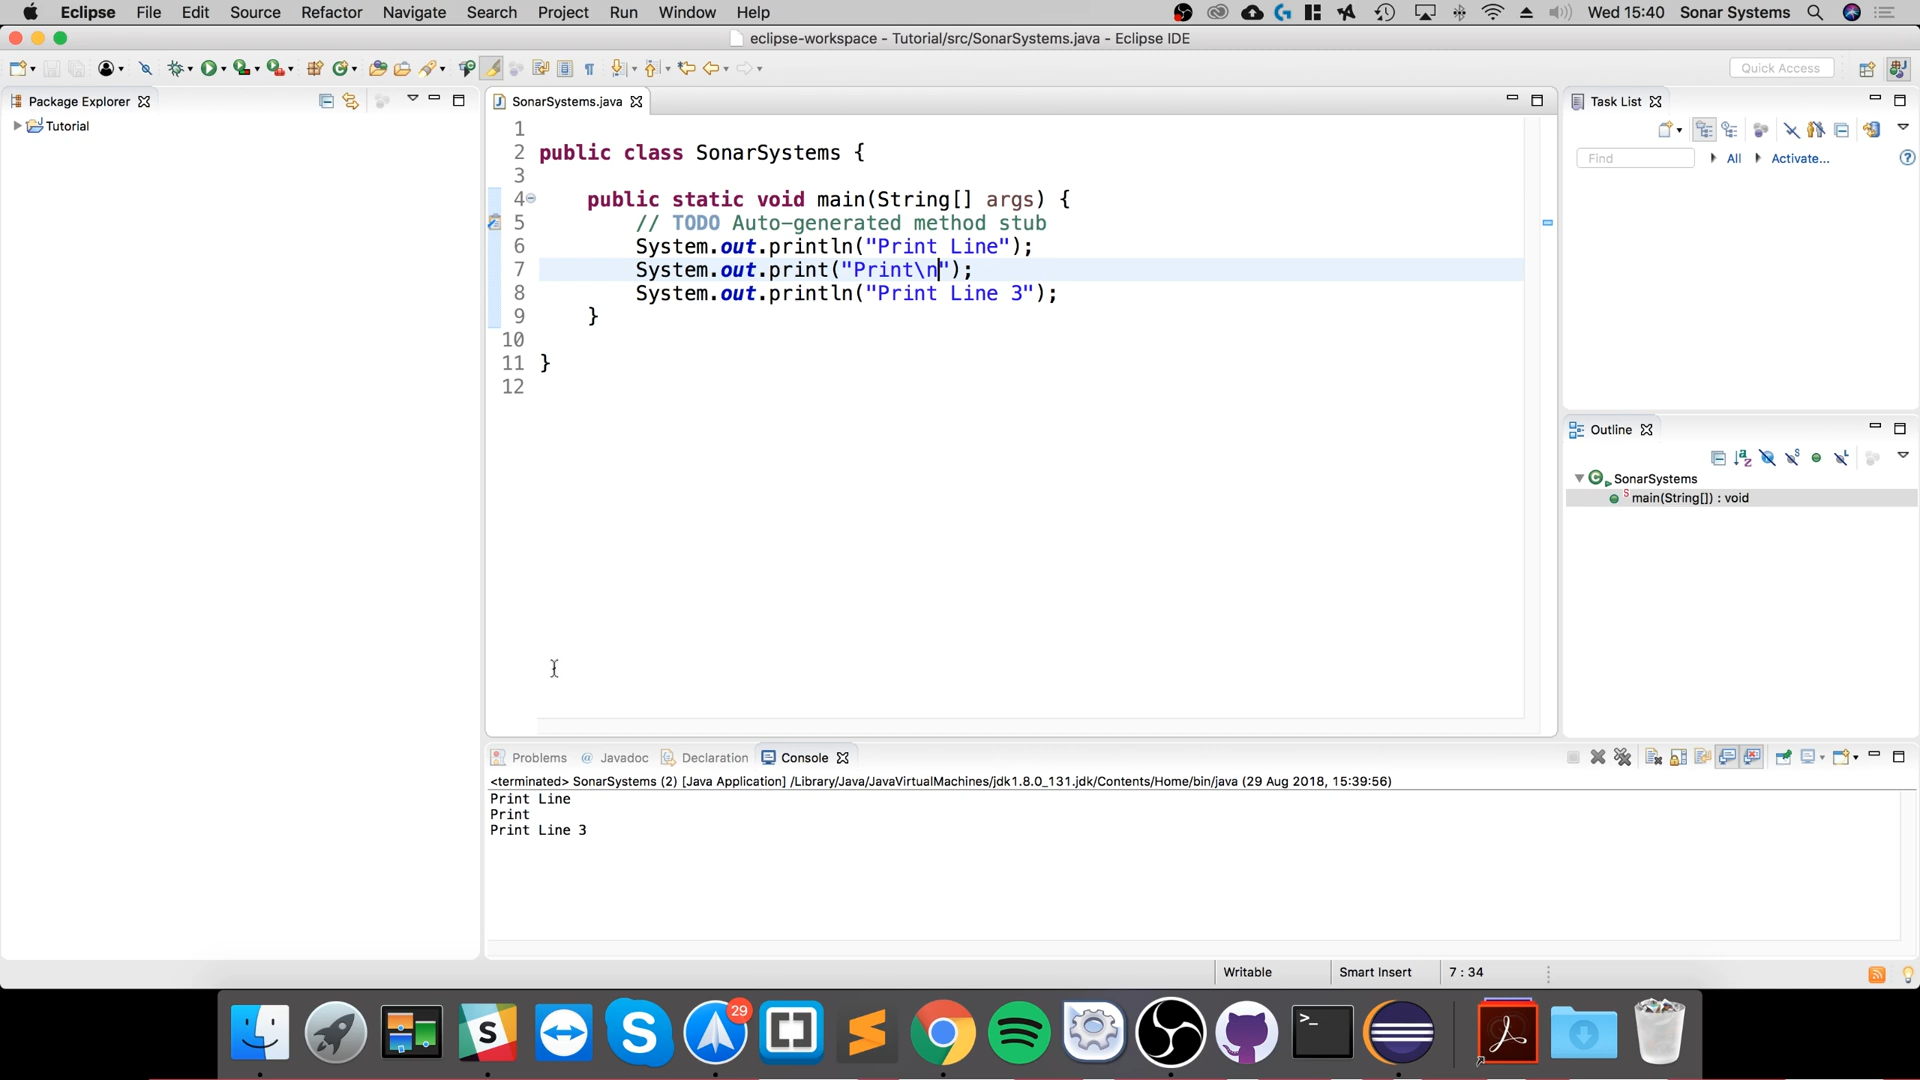 Eclipse File Edit Source Refactor Navigate Search Project Run Window Help Wed 15:40 Sonar Systems
eclipse-workspace - Tutorial/src/SonarSystems.java - Eclipse IDE
Quick Access
Package Explorer
Tutorial
SonarSystems.java
1
2 public class SonarSystems {
3
4 public static void main(String[] args) {
5 // TODO Auto-generated method stub
6 System.out.println("Print Line");
7 System.out.print("Print\n");
8 System.out.println("Print Line 3");
9 }
10
11 }
12
Task List
Find All Activate...
Outline
SonarSystems
main(String[]) : void
Problems Javadoc Declaration Console
<terminated> SonarSystems (2) [Java Application] /Library/Java/JavaVirtualMachines/jdk1.8.0_131.jdk/Contents/Home/bin/java (29 Aug 2018, 15:39:56)
Print Line
Print
Print Line 3
Writable Smart Insert 7 : 34
29